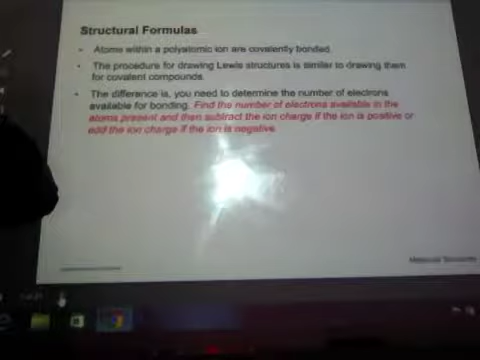 Structural Formulas
• Atoms within a polyatomic ion are covalently bonded.
• The procedure for drawing Lewis structures is similar to drawing them
for covalent compounds.
• The difference is, you need to determine the number of electrons
available for bonding. Find the number of electrons available in the
atoms present and then subtract the ion charge if the ion is positive or
add the ion charge if the ion is negative.
Molecular Structures